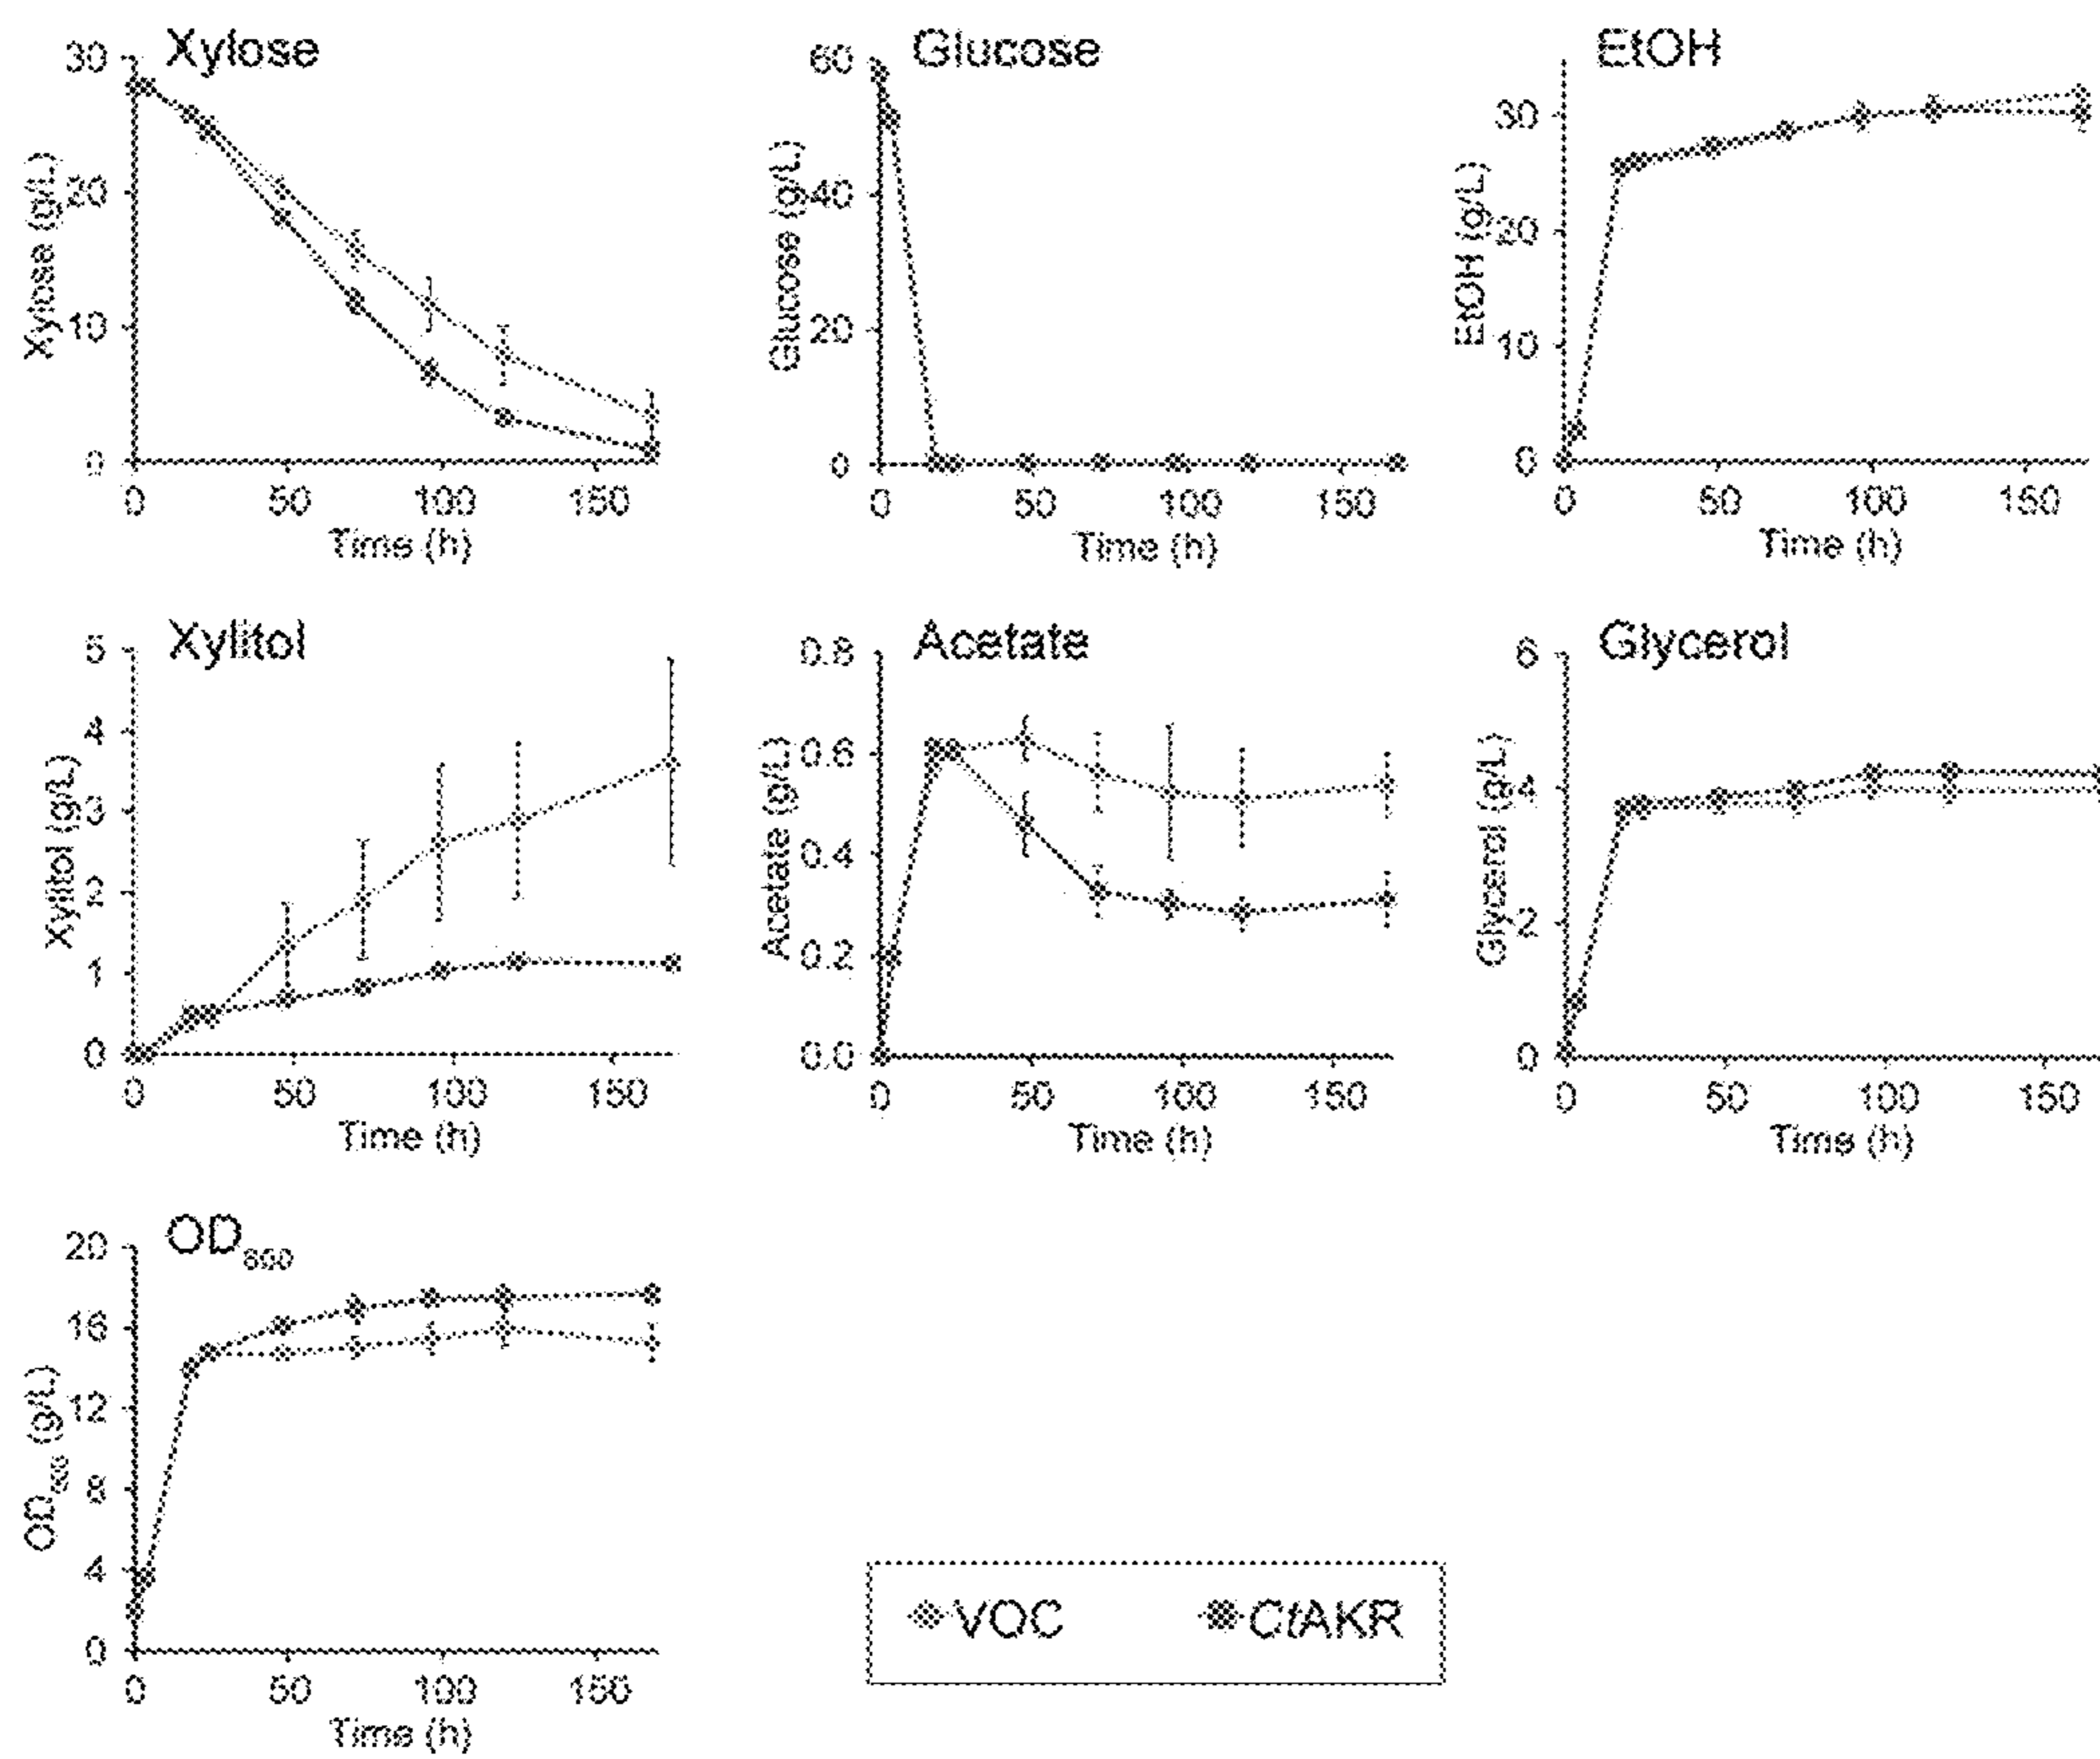 Xylose
30
20
10
0
Xylose (g/L)
0 50 100 150
Time (h)
Glucose
60
40
20
0
Glucose (g/L)
0 50 100 150
Time (h)
EtOH
30
20
10
0
EtOH (g/L)
0 50 100 150
Time (h)
Xylitol
5
4
3
2
1
0
Xylitol (g/L)
0 50 100 150
Time (h)
Acetate
0.8
0.6
0.4
0.2
0.0
Acetate (g/L)
0 50 100 150
Time (h)
Glycerol
6
4
2
0
Glycerol (g/L)
0 50 100 150
Time (h)
OD600
20
16
12
8
4
0
OD600 (g/L)
0 50 100 150
Time (h)
VOC CtAKR